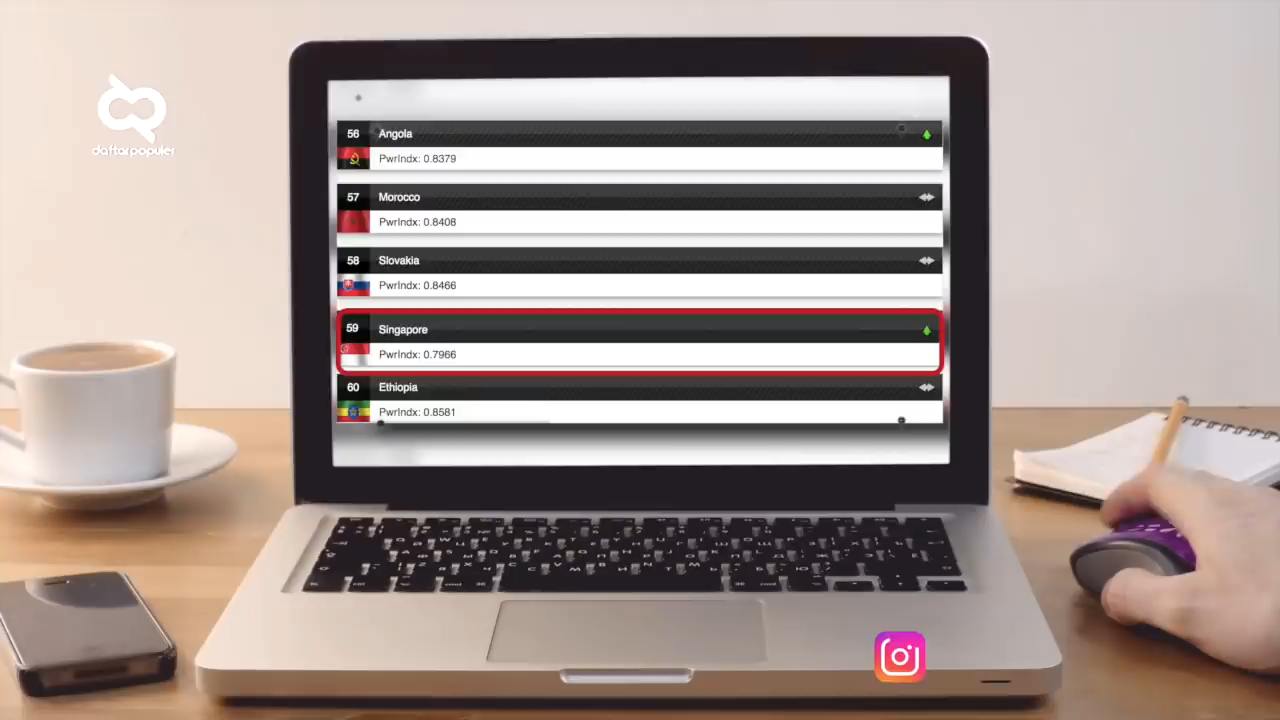 daftarpopuler
56 Angola
PwrIndx: 0.8379
57 Morocco
PwrIndx: 0.8408
58 Slovakia
PwrIndx: 0.8466
59 Singapore
PwrIndx: 0.7966
60 Ethiopia
PwrIndx: 0.8581